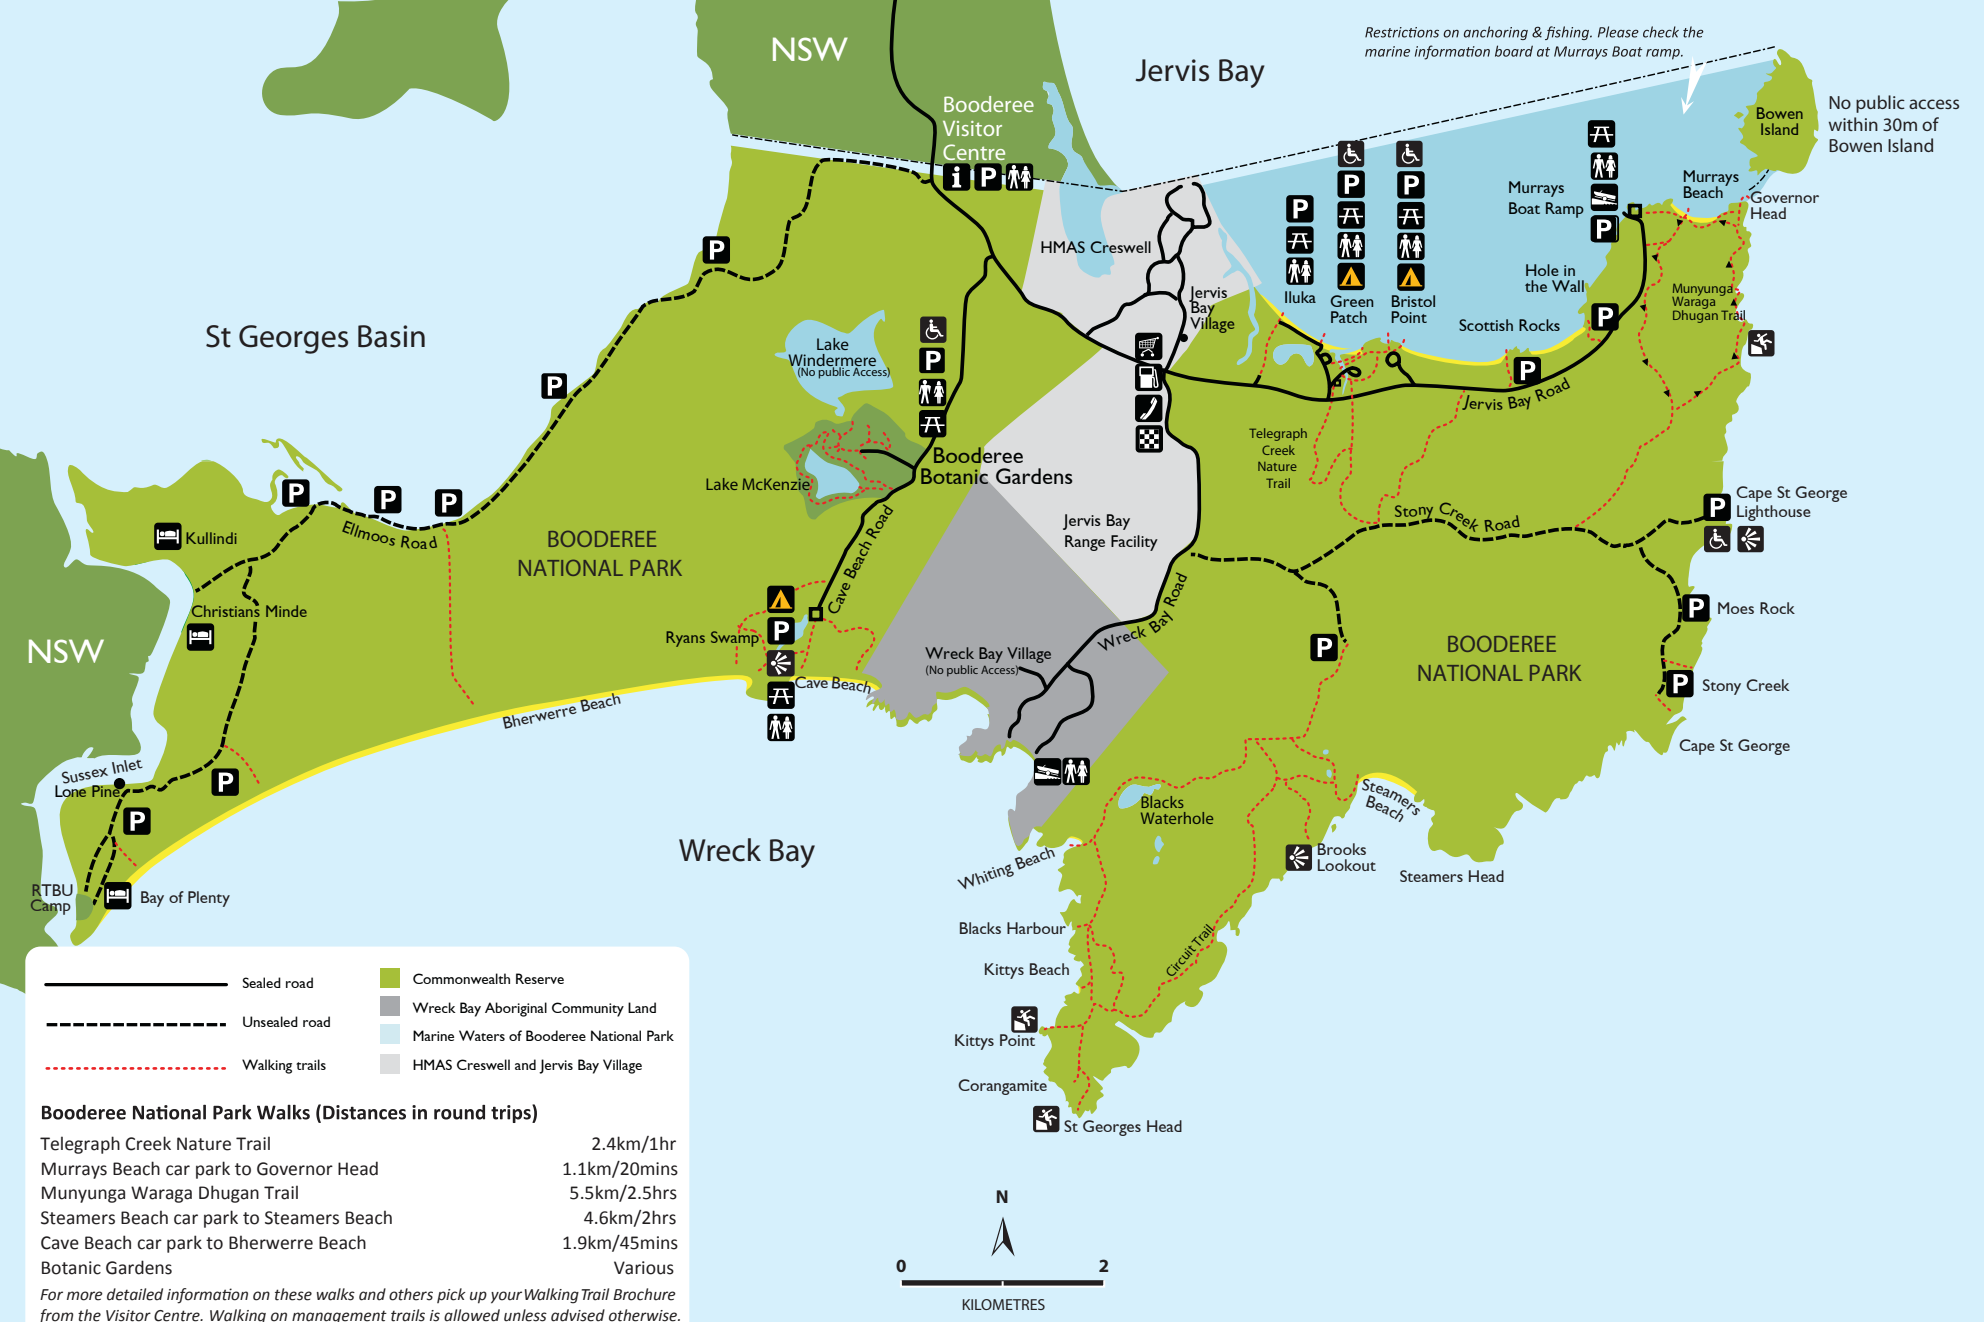 Restrictions on anchoring & fishing. Please check the
marine information board at Murrays Boat ramp.
NSW
Jervis Bay
Booderee
Visitor
Centre
i P
Bowen
Island
No public access
within 30m of
Bowen Island
Murrays
Boat Ramp
P
Murrays
Beach
Governor
Head
HMAS Creswell
P
Iluka
P
Green
Patch
P
Bristol
Point
Hole in
the Wall
Munyunga
Waraga
Dhugan Trail
Jervis
Bay
Village
Scottish Rocks
P
P
Jervis Bay Road
St Georges Basin
P
P
Lake
Windermere
(No public Access)
P
Booderee
Botanic Gardens
Lake McKenzie
Telegraph
Creek
Nature
Trail
P
P
P
Ellmoos Road
Kullindi
BOODEREE
NATIONAL PARK
Cave Beach Road
Jervis Bay
Range Facility
Stony Creek Road
P
Cape St George
Lighthouse
Christians Minde
NSW
Ryans Swamp
P
Cave Beach
Wreck Bay Road
Wreck Bay Village
(No public Access)
P
BOODEREE
NATIONAL PARK
P
Moes Rock
P
Stony Creek
Cape St George
Bherwerre Beach
Sussex Inlet
Lone Pine
P
P
RTBU
Camp
Bay of Plenty
Wreck Bay
Blacks
Waterhole
Steamers
Beach
Whiting Beach
Brooks
Lookout
Steamers Head
Blacks Harbour
Kittys Beach
Circuit Trail
Kittys Point
Corangamite
St Georges Head
Sealed road
Unsealed road
Walking trails
Commonwealth Reserve
Wreck Bay Aboriginal Community Land
Marine Waters of Booderee National Park
HMAS Creswell and Jervis Bay Village
Booderee National Park Walks (Distances in round trips)
Telegraph Creek Nature Trail 2.4km/1hr
Murrays Beach car park to Governor Head 1.1km/20mins
Munyunga Waraga Dhugan Trail 5.5km/2.5hrs
Steamers Beach car park to Steamers Beach 4.6km/2hrs
Cave Beach car park to Bherwerre Beach 1.9km/45mins
Botanic Gardens Various
For more detailed information on these walks and others pick up your Walking Trail Brochure
from the Visitor Centre. Walking on management trails is allowed unless advised otherwise.
N
0 2
KILOMETRES